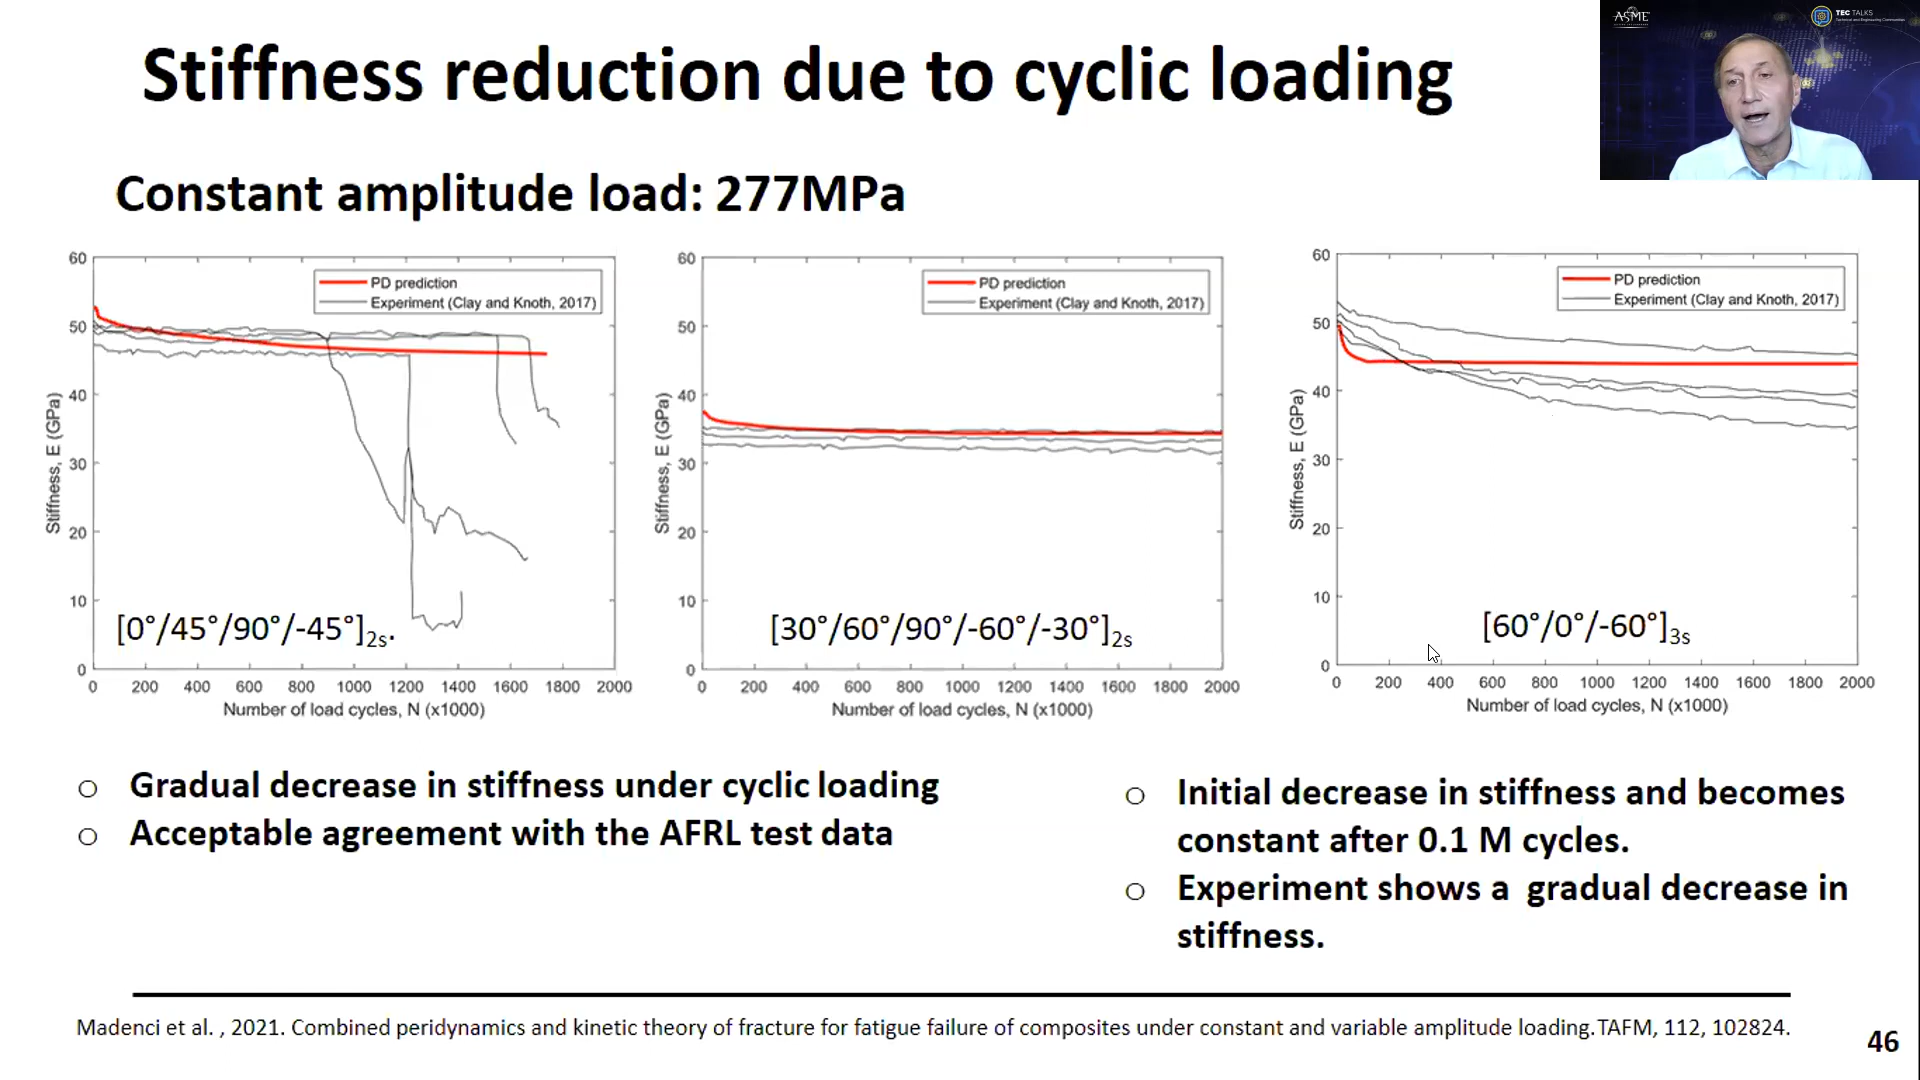 ASME
TEC TALKS
Stiffness reduction due to cyclic loading
Constant amplitude load: 277MPa
60
50
40
30
20
10
0
Stiffness, E (GPa)
PD prediction
Experiment (Clay and Knoth, 2017)
[0°/45°/90°/-45°]2s.
0 200 400 600 800 1000 1200 1400 1600 1800 2000
Number of load cycles, N (x1000)
60
50
40
30
20
10
0
Stiffness, E (GPa)
PD prediction
Experiment (Clay and Knoth, 2017)
[30°/60°/90°/-60°/-30°]2s
0 200 400 600 800 1000 1200 1400 1600 1800 2000
Number of load cycles, N (x1000)
60
50
40
30
20
10
0
Stiffness, E (GPa)
PD prediction
Experiment (Clay and Knoth, 2017)
[60°/0°/-60°]3s
0 200 400 600 800 1000 1200 1400 1600 1800 2000
Number of load cycles, N (x1000)
o Gradual decrease in stiffness under cyclic loading
o Acceptable agreement with the AFRL test data
o Initial decrease in stiffness and becomes
constant after 0.1 M cycles.
o Experiment shows a gradual decrease in
stiffness.
Madenci et al. , 2021. Combined peridynamics and kinetic theory of fracture for fatigue failure of composites under constant and variable amplitude loading. TAFM, 112, 102824.
46